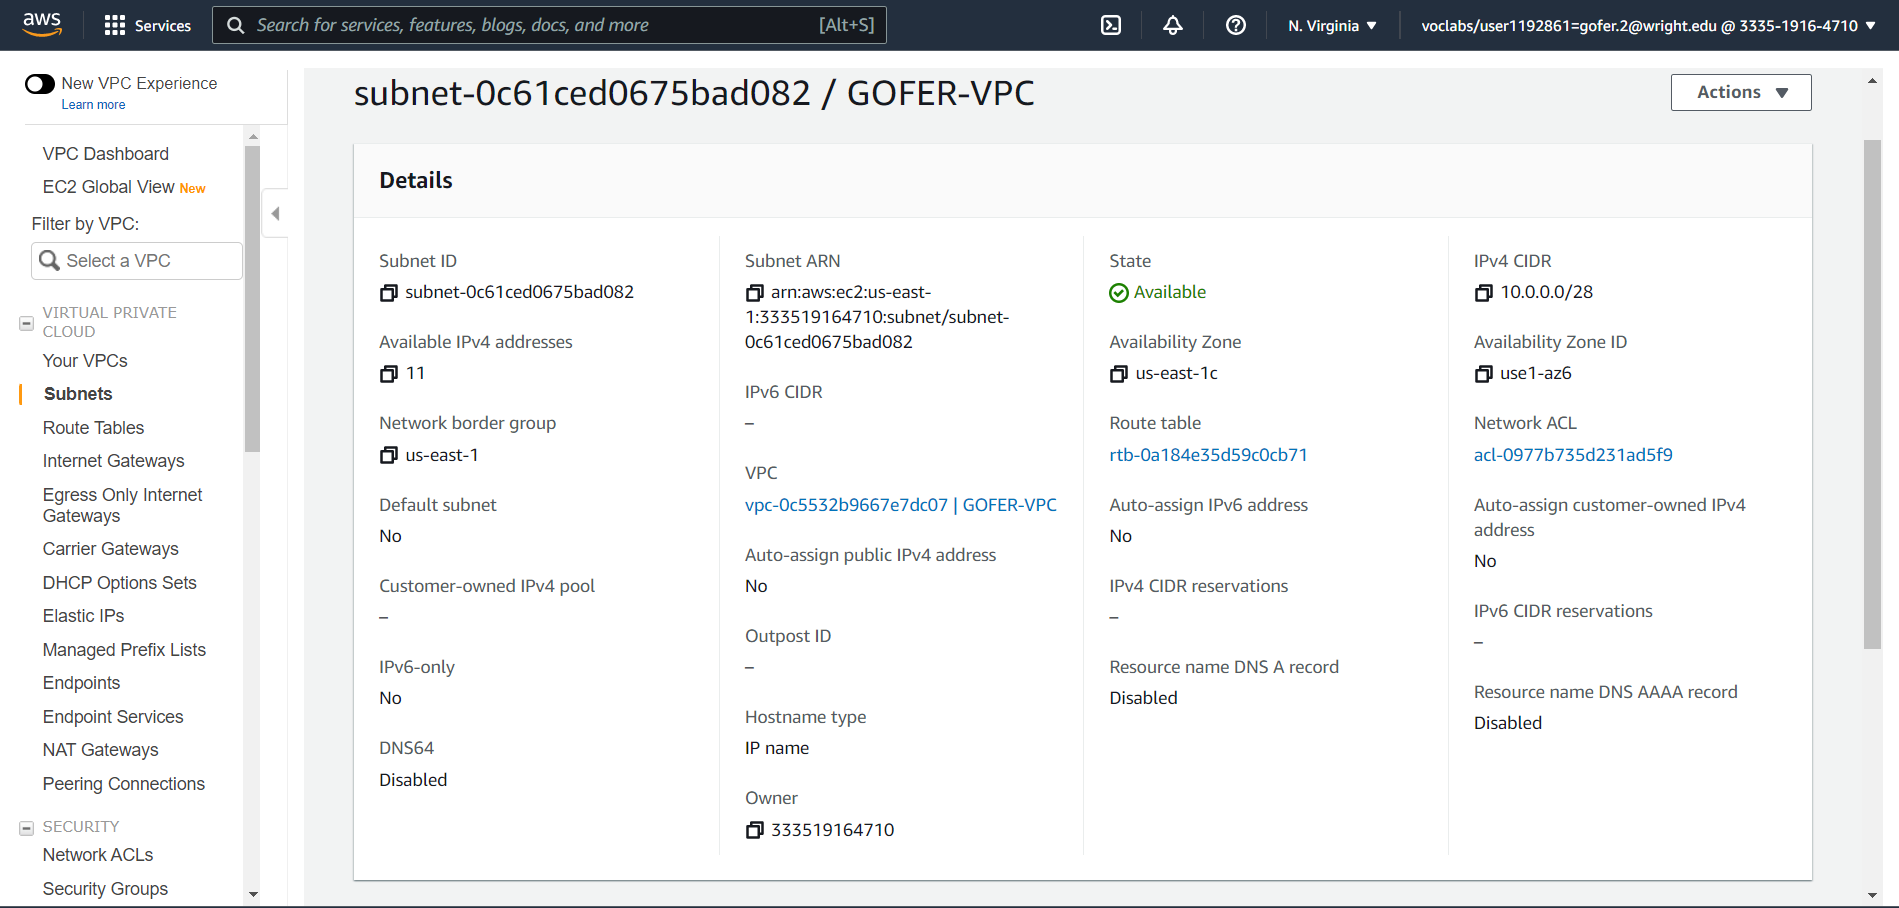 aws
Services
Search for services, features, blogs, docs, and more
[Alt+S]
N. Virginia
voclabs/user1192861=gofer.2@wright.edu @ 3335-1916-4710
New VPC Experience
Learn more
VPC Dashboard
EC2 Global View New
Filter by VPC:
Select a VPC
VIRTUAL PRIVATE
CLOUD
Your VPCs
Subnets
Route Tables
Internet Gateways
Egress Only Internet
Gateways
Carrier Gateways
DHCP Options Sets
Elastic IPs
Managed Prefix Lists
Endpoints
Endpoint Services
NAT Gateways
Peering Connections
SECURITY
Network ACLs
Security Groups
subnet-0c61ced0675bad082 / GOFER-VPC
Actions
Details
Subnet ID
subnet-0c61ced0675bad082
Available IPv4 addresses
11
Network border group
us-east-1
Default subnet
No
Customer-owned IPv4 pool
–
IPv6-only
No
DNS64
Disabled
Subnet ARN
arn:aws:ec2:us-east-
1:333519164710:subnet/subnet-
0c61ced0675bad082
IPv6 CIDR
–
VPC
vpc-0c5532b9667e7dc07 | GOFER-VPC
Auto-assign public IPv4 address
No
Outpost ID
–
Hostname type
IP name
Owner
333519164710
State
Available
Availability Zone
us-east-1c
Route table
rtb-0a184e35d59c0cb71
Auto-assign IPv6 address
No
IPv4 CIDR reservations
–
Resource name DNS A record
Disabled
IPv4 CIDR
10.0.0.0/28
Availability Zone ID
use1-az6
Network ACL
acl-0977b735d231ad5f9
Auto-assign customer-owned IPv4
address
No
IPv6 CIDR reservations
–
Resource name DNS AAAA record
Disabled